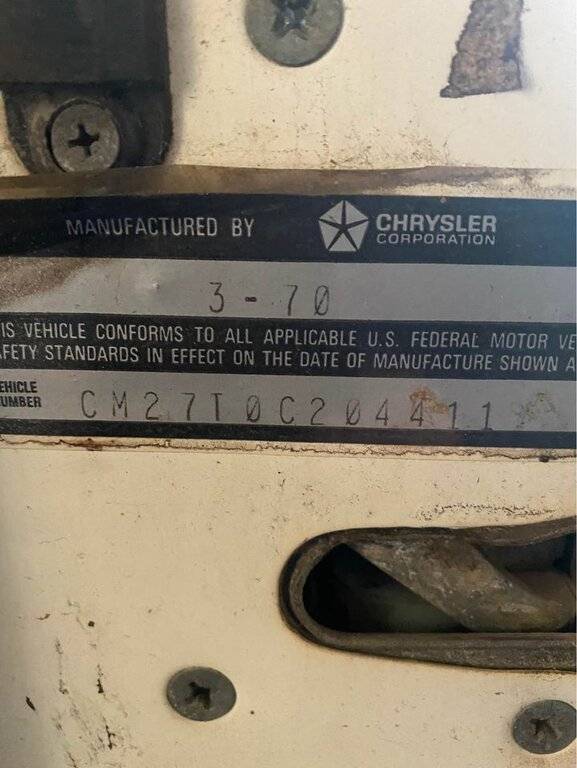 MANUFACTURED BY CHRYSLER CORPORATION
3-70
IS VEHICLE CONFORMS TO ALL APPLICABLE U.S. FEDERAL MOTOR VE
AFETY STANDARDS IN EFFECT ON THE DATE OF MANUFACTURE SHOWN A
EHICLE
UMBER CM27T0C204411